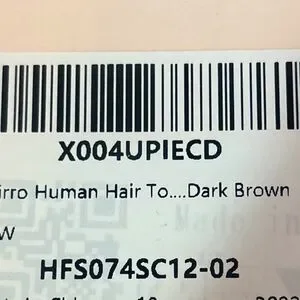 X004UPIECD
irro Human Hair To....Dark Brown
W
HFS074SC12-02